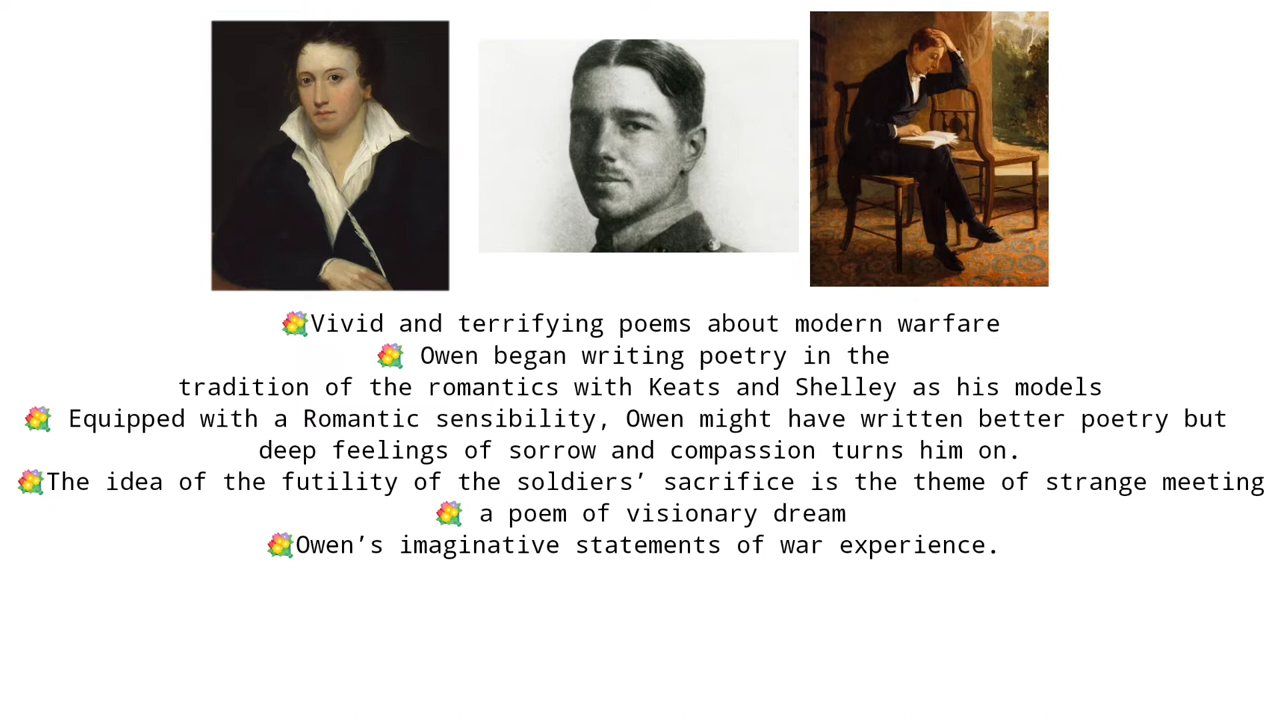 💐Vivid and terrifying poems about modern warfare
💐 Owen began writing poetry in the
tradition of the romantics with Keats and Shelley as his models
💐 Equipped with a Romantic sensibility, Owen might have written better poetry but
deep feelings of sorrow and compassion turns him on.
💐The idea of the futility of the soldiers’ sacrifice is the theme of strange meeting
💐 a poem of visionary dream
💐Owen’s imaginative statements of war experience.